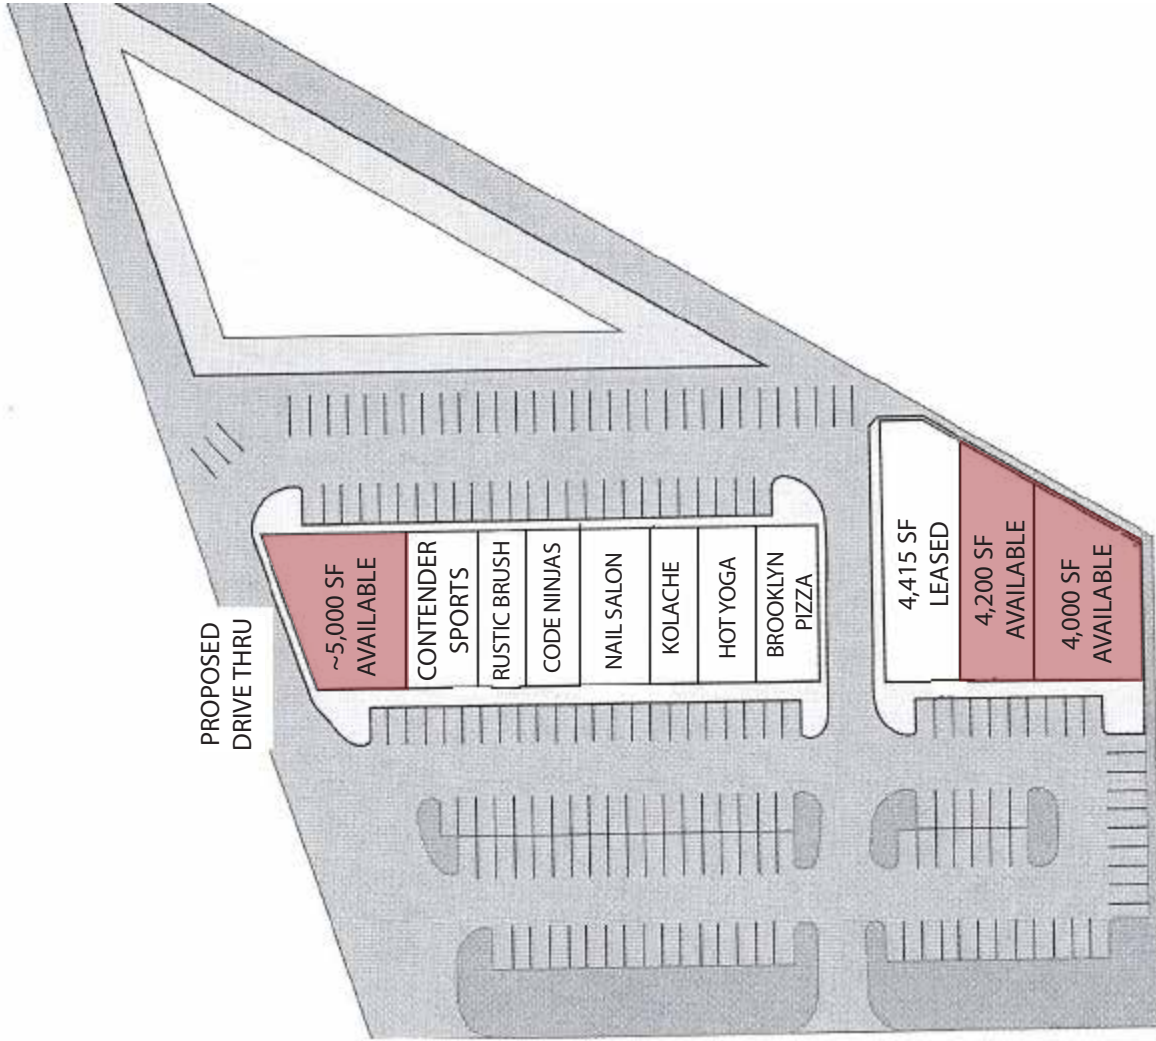 PROPOSED
DRIVE THRU
~5,000 SF
AVAILABLE
CONTENDER
SPORTS
RUSTIC BRUSH
CODE NINJAS
NAIL SALON
KOLACHE
HOT YOGA
BROOKLYN
PIZZA
4,415 SF
LEASED
4,200 SF
AVAILABLE
4,000 SF
AVAILABLE